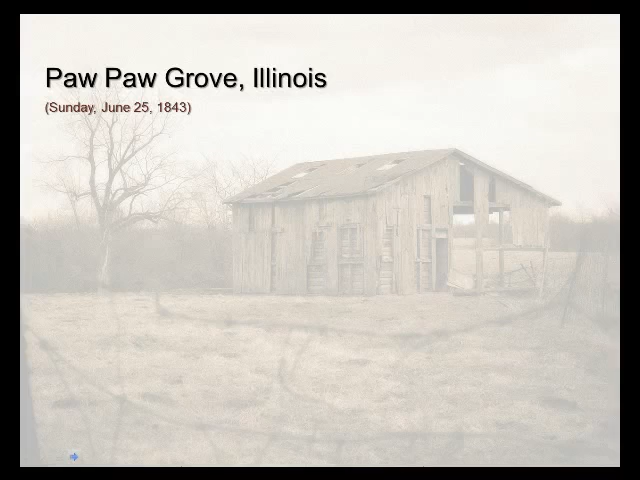 Paw Paw Grove, Illinois
(Sunday, June 25, 1843)